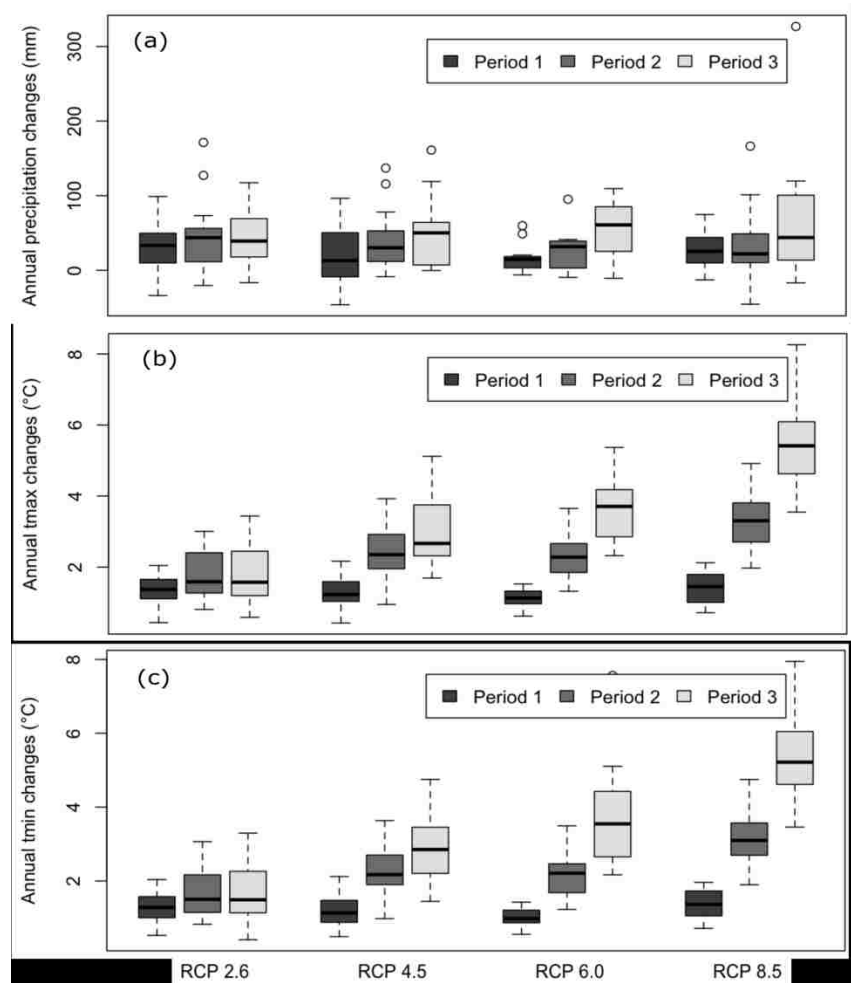 (a)
Annual precipitation changes (mm)
300
200
100
0
Period 1 Period 2 Period 3
(b)
Annual tmax changes (°C)
8
6
4
2
Period 1 Period 2 Period 3
(c)
Annual tmin changes (°C)
8
6
4
2
Period 1 Period 2 Period 3
RCP 2.6 RCP 4.5 RCP 6.0 RCP 8.5